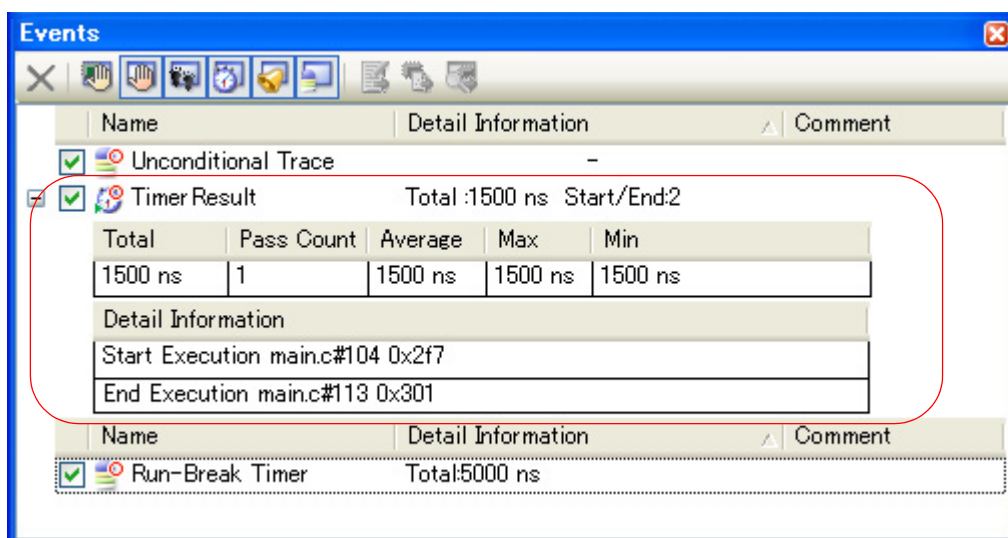 Events
Name Detail Information Comment
Unconditional Trace -
Timer Result Total :1500 ns Start/End:2
Total Pass Count Average Max Min
1500 ns 1 1500 ns 1500 ns 1500 ns
Detail Information
Start Execution main.c#104 0x2f7
End Execution main.c#113 0x301
Name Detail Information Comment
Run-Break Timer Total:5000 ns